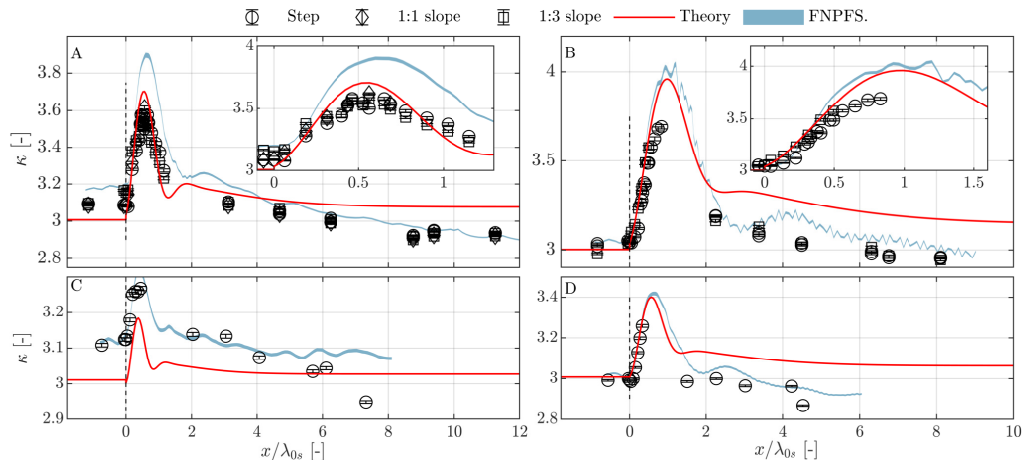 Step 1:1 slope 1:3 slope Theory FNPFS.
A
κ [-]
3.8
3.6
3.4
3.2
3
2.8
4
3.5
3
0 0.5 1
B
4
3.5
3
4
3.5
3
0 0.5 1 1.5
C
κ [-]
3.2
3.1
3
2.9
0 2 4 6 8 10 12
x/λ0s [-]
D
3.4
3.2
3
2.8
0 2 4 6 8 10
x/λ0s [-]